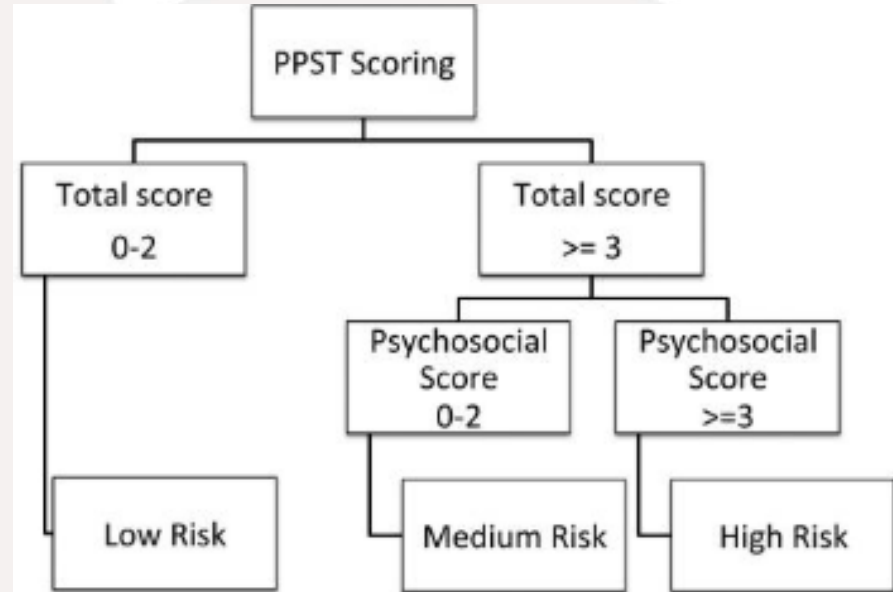 PPST Scoring
Total score
0-2
Total score
>= 3
Psychosocial
Score
0-2
Psychosocial
Score
>=3
Low Risk
Medium Risk
High Risk